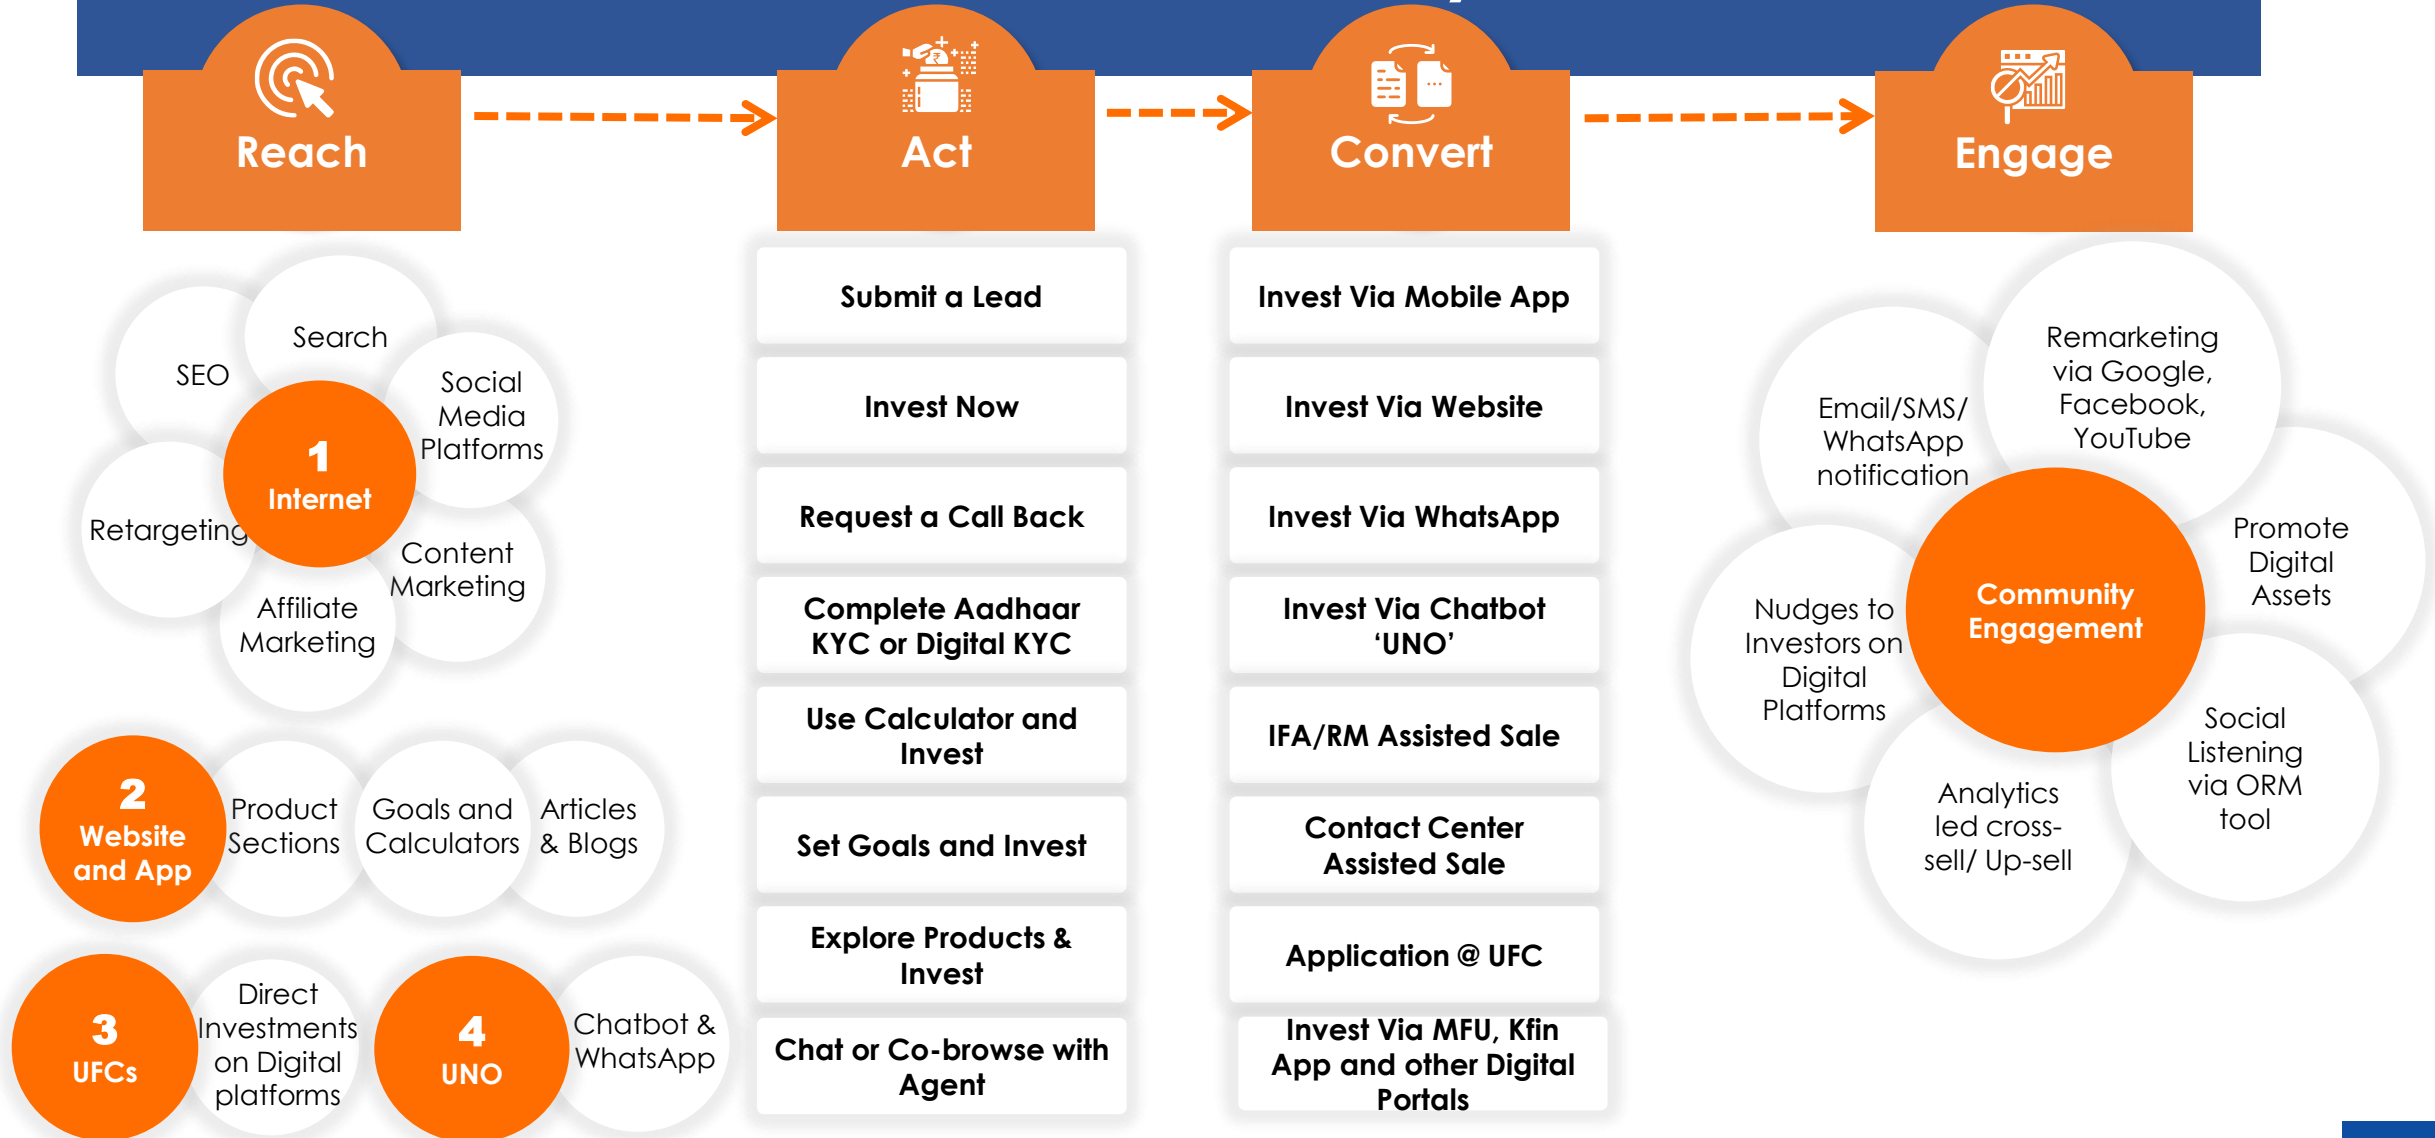 Reach
Act
Convert
Engage
Search
SEO
Social
Media
Platforms
1
Internet
Retargeting
Content
Marketing
Affiliate
Marketing
2
Website
and App
Product
Sections
Goals and
Calculators
Articles
& Blogs
3
UFCs
Direct
Investments
on Digital
platforms
4
UNO
Chatbot &
WhatsApp
Submit a Lead
Invest Now
Request a Call Back
Complete Aadhaar
KYC or Digital KYC
Use Calculator and
Invest
Set Goals and Invest
Explore Products &
Invest
Chat or Co-browse with
Agent
Invest Via Mobile App
Invest Via Website
Invest Via WhatsApp
Invest Via Chatbot
‘UNO’
IFA/RM Assisted Sale
Contact Center
Assisted Sale
Application @ UFC
Invest Via MFU, Kfin
App and other Digital
Portals
Remarketing
via Google,
Facebook,
YouTube
Email/SMS/
WhatsApp
notification
Promote
Digital
Assets
Community
Engagement
Nudges to
Investors on
Digital
Platforms
Social
Listening
via ORM
tool
Analytics
led cross-
sell/ Up-sell